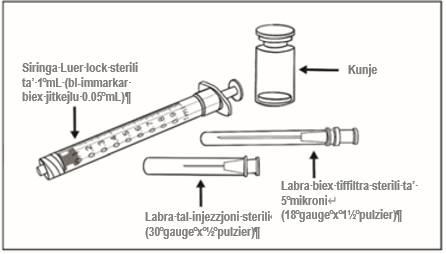 Siringa·Luer·lock·sterili
ta’·1°mL·(bl-immarkar·
biex·jitkejlu·0.05°mL)¶
Kunje
Labra·biex·tiffiltra·sterili·ta’·
5°mikroni↵
(18°gauge°x°1½°pulzier)¶
Labra·tal-injezzjoni·sterili
(30°gauge°x°½°pulzier)¶